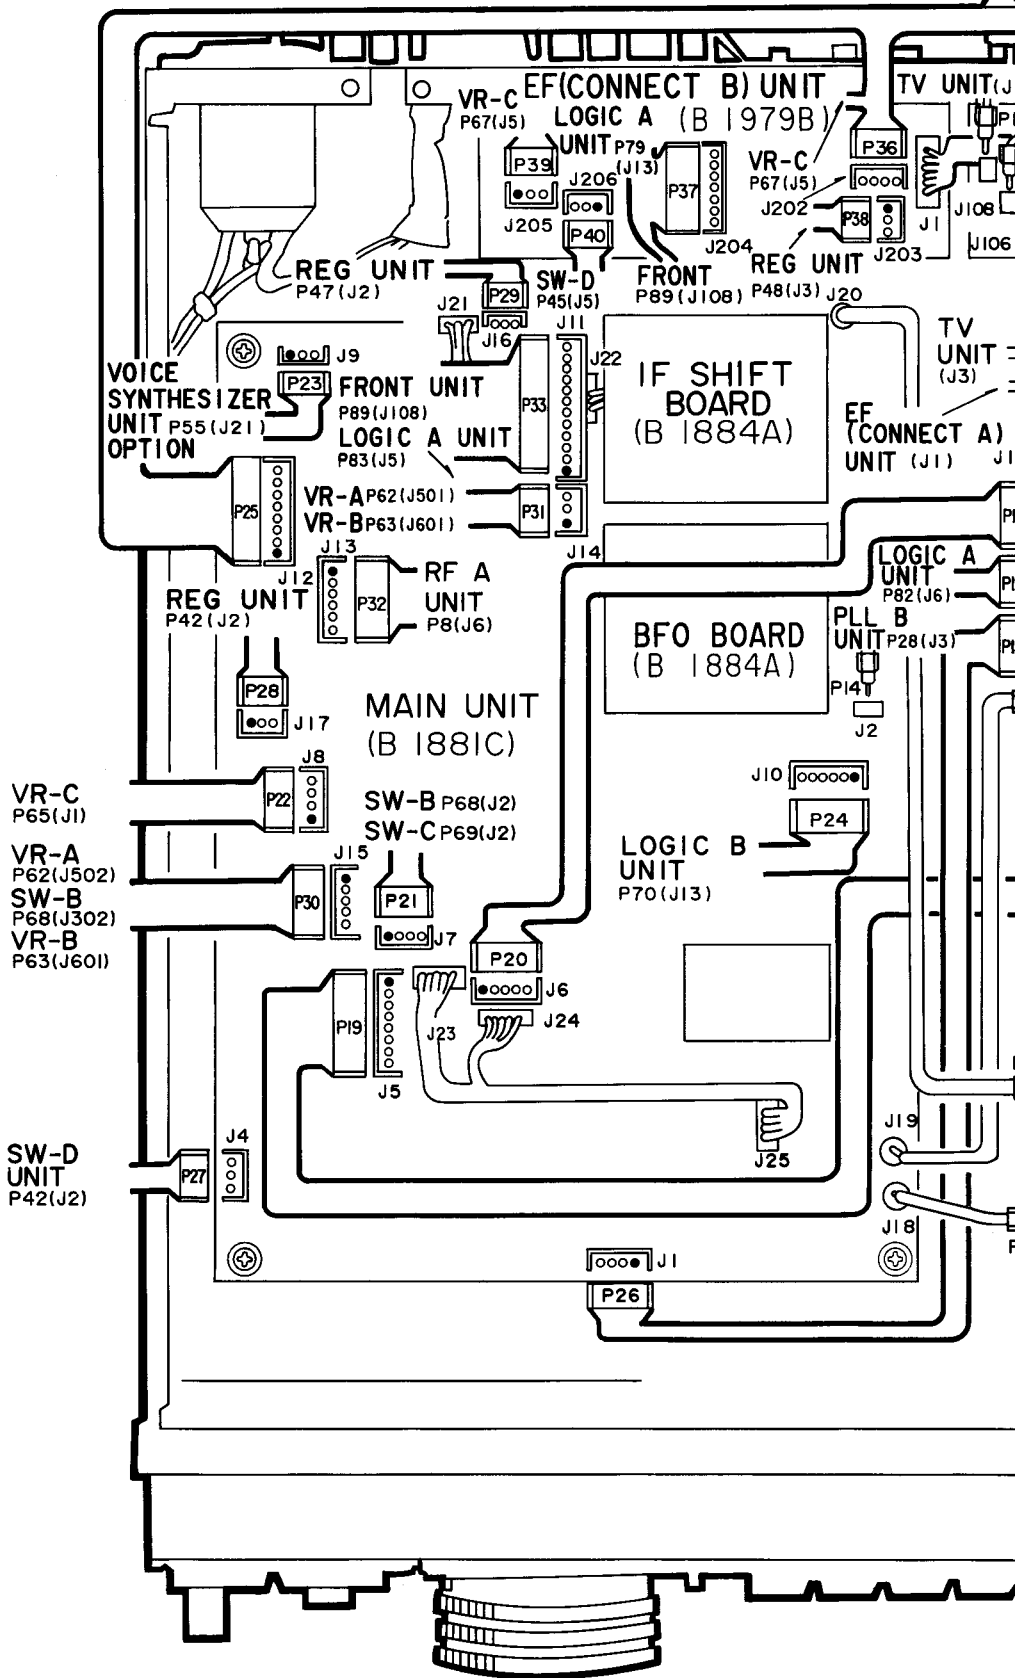 EF(CONNECT B) UNIT
(B 1979B)
TV UNIT(J
VR-C
P67(J5)
LOGIC A
UNIT P79
(J13)
P39
J205
J206
P40
P37
J204
VR-C
P67(J5)
J202
P36
P38
J203
J1
J108
J106
REG UNIT
P47(J2)
P29
J16
SW-D
P45(J5)
FRONT
P89(J108)
REG UNIT
P48(J3)
J20
J21
J11
J22
P33
J9
P23
VOICE
SYNTHESIZER
UNIT P55(J21)
OPTION
FRONT UNIT
P89(J108)
LOGIC A UNIT
P83(J5)
IF SHIFT
BOARD
(B 1884A)
TV
UNIT
(J3)
EF
(CONNECT A)
UNIT (J1)
VR-A P62(J501)
VR-B P63(J601)
P31
J14
P25
J12
J13
P32
RF A
UNIT
P8(J6)
REG UNIT
P42(J2)
P28
J17
LOGIC A
UNIT
P82(J6)
PLL B
UNIT P28(J3)
BFO BOARD
(B 1884A)
P14
J2
MAIN UNIT
(B 1881C)
J8
P22
VR-C
P65(J1)
SW-B P68(J2)
SW-C P69(J2)
J10
P24
LOGIC B
UNIT
P70(J13)
VR-A
P62(J502)
SW-B
P68(J302)
VR-B
P63(J601)
J15
P30
P21
J7
P20
J6
J24
J23
P19
J5
J25
SW-D
UNIT
P42(J2)
P27
J4
J19
J18
J1
P26